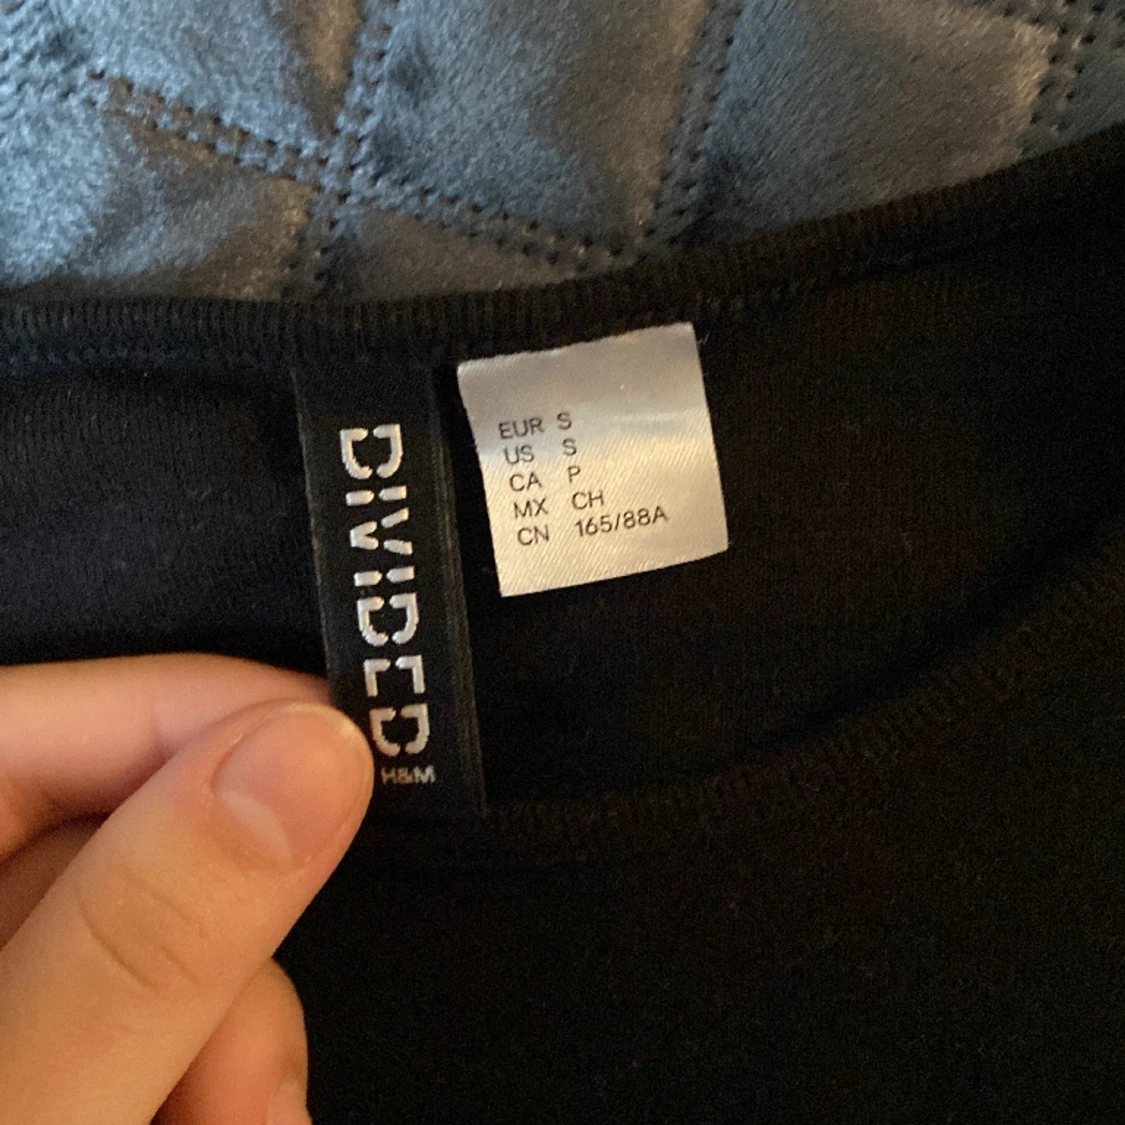 DIVIDED
H&M
EUR S
US S
CA P
MX CH
CN 165/88A